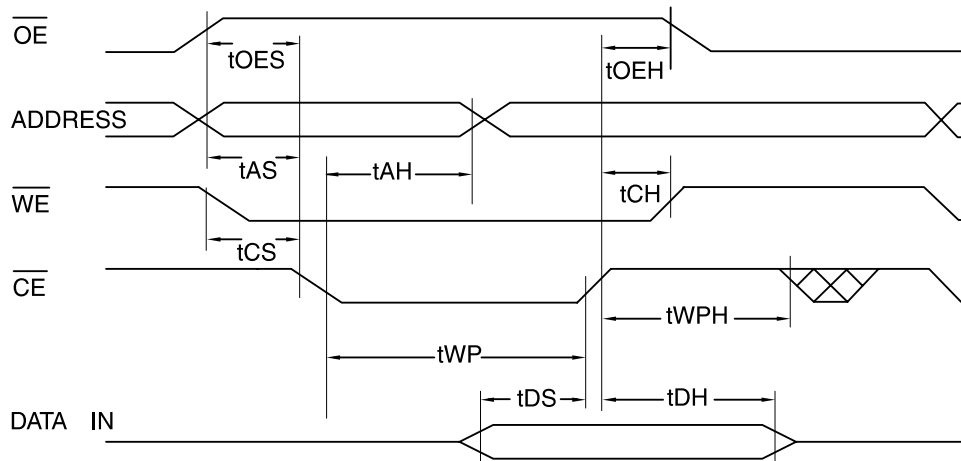 OE
tOES
tOEH
ADDRESS
tAS
tAH
WE
tCH
tCS
CE
tWPH
tWP
tDS
tDH
DATA IN